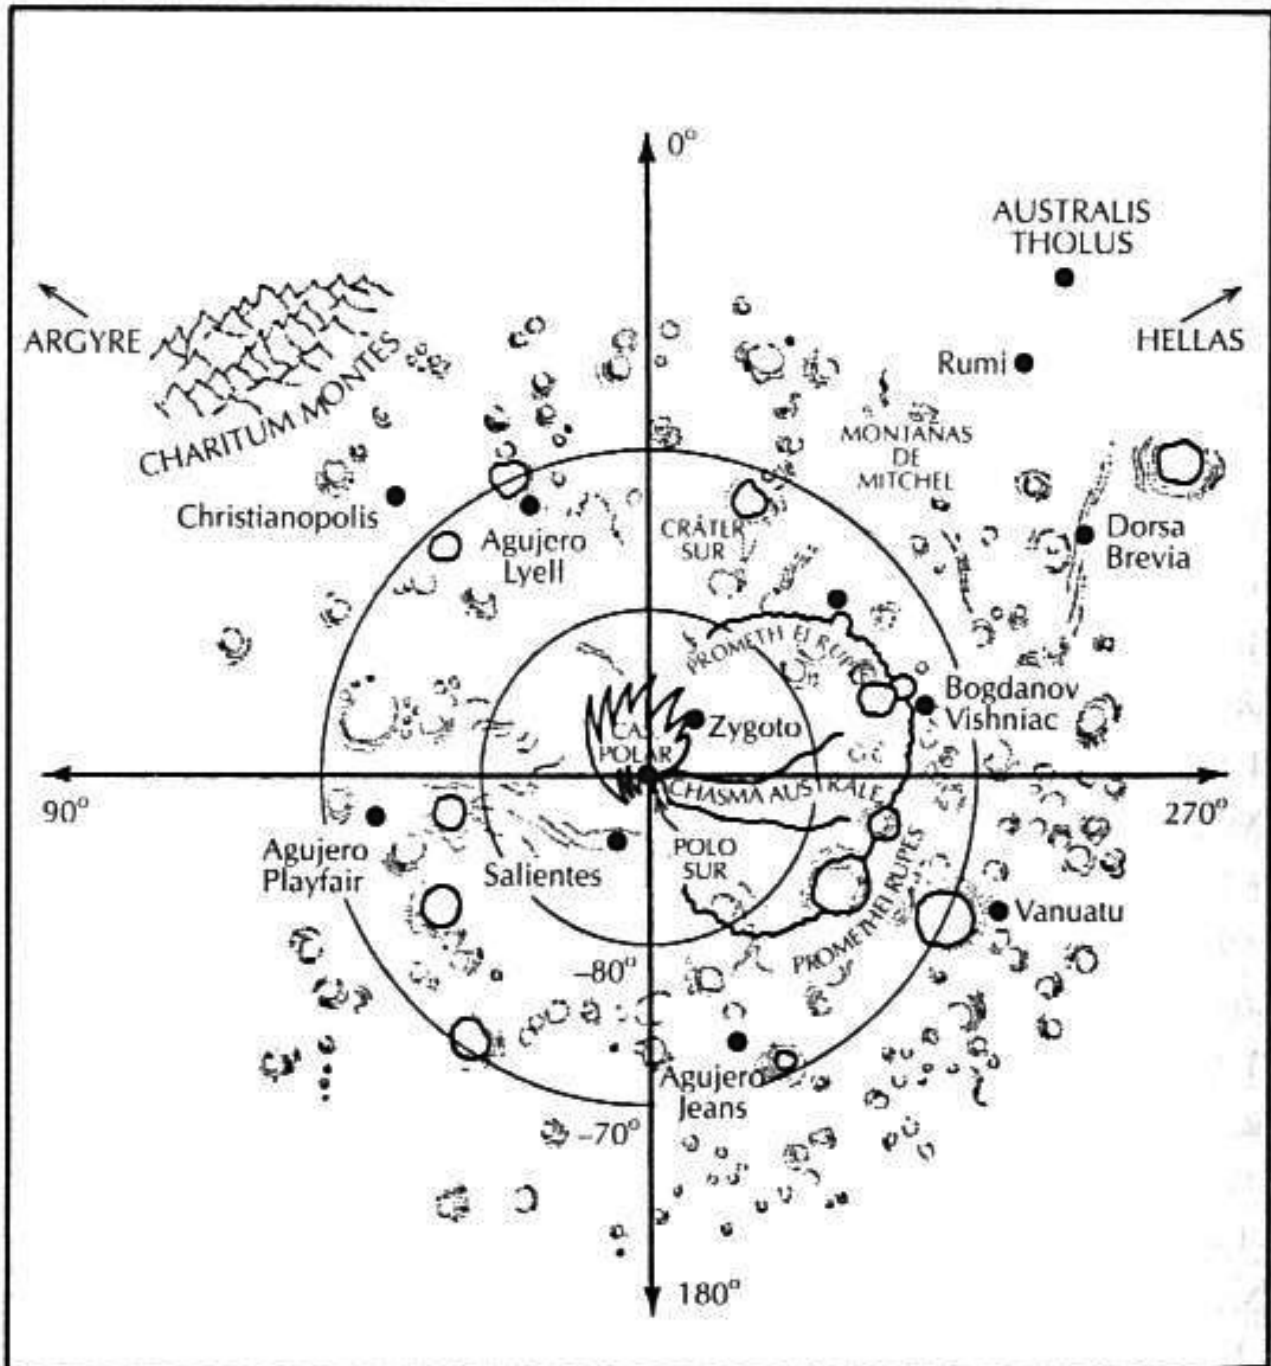 0°
AUSTRALIS
THOLUS
ARGYRE
HELLAS
Rumi
CHARITUM MONTES
MONTAÑAS
DE
MITCHEL
Christianopolis
Agujero
Lyell
CRÁTER
SUR
Dorsa
Brevia
PROMETHEI RUPES
Bogdanov
Vishniac
Zygoto
POLAR
CHASMA AUSTRALE
90°
270°
Agujero
Playfair
Salientes
POLO
SUR
PROMETHEI RUPES
Vanuatu
–80°
Agujero
Jeans
–70°
180°